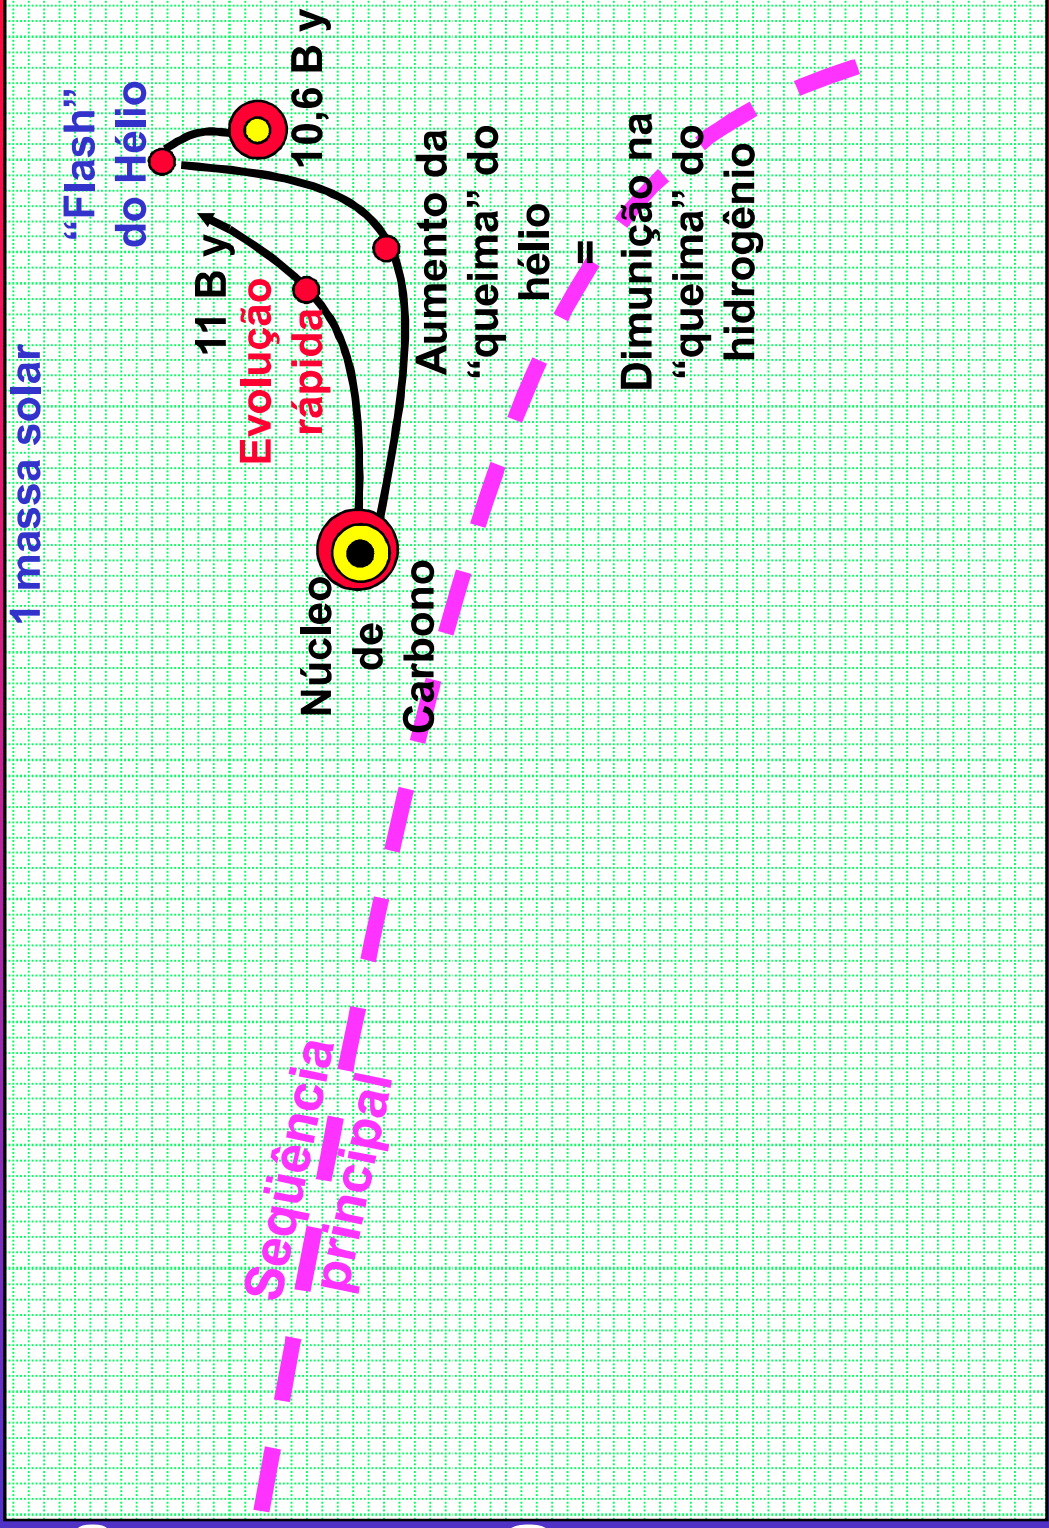 1 massa solar
“Flash”
do Hélio
11 B y
Evolução
rápida
10,6 B y
Núcleo
de
Carbono
Aumento da
“queima” do
hélio
=
Dimunição na
“queima” do
hidrogênio
Seqüência
principal